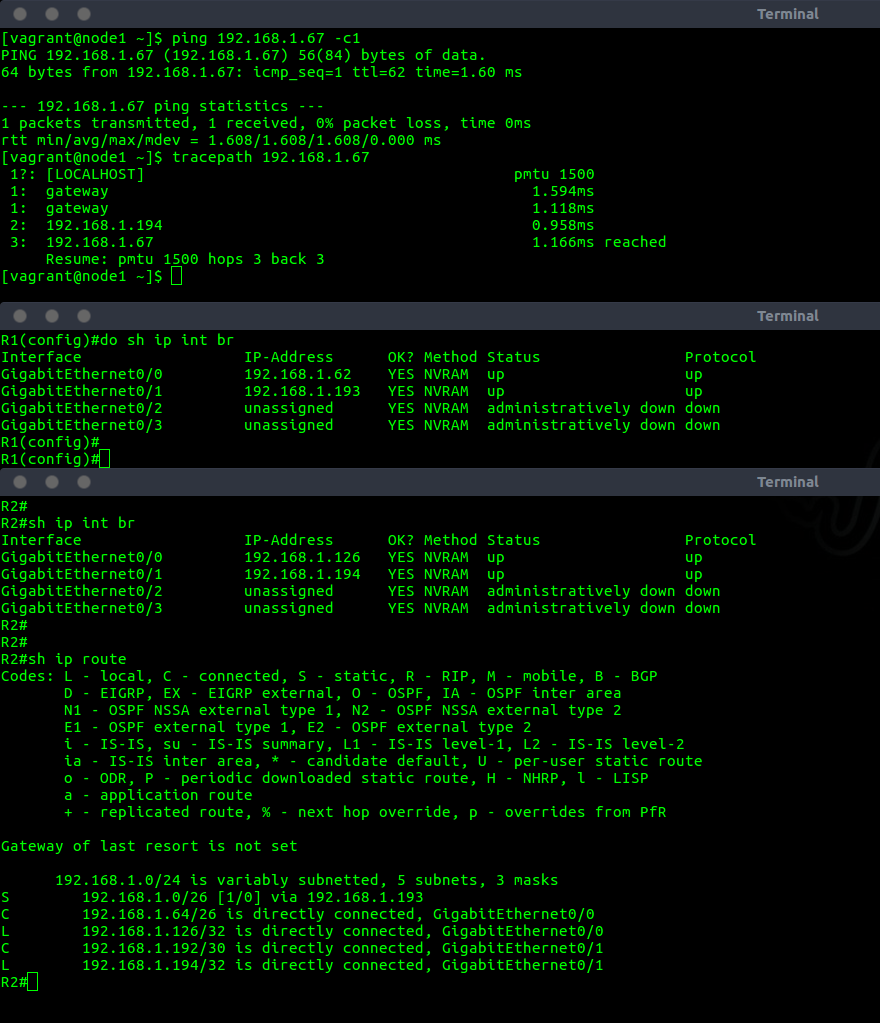 Terminal
[vagrant@node1 ~]$ ping 192.168.1.67 -c1
PING 192.168.1.67 (192.168.1.67) 56(84) bytes of data.
64 bytes from 192.168.1.67: icmp_seq=1 ttl=62 time=1.60 ms

--- 192.168.1.67 ping statistics ---
1 packets transmitted, 1 received, 0% packet loss, time 0ms
rtt min/avg/max/mdev = 1.608/1.608/1.608/0.000 ms
[vagrant@node1 ~]$ tracepath 192.168.1.67
 1?: [LOCALHOST]                                         pmtu 1500
 1:  gateway                                               1.594ms
 1:  gateway                                               1.118ms
 2:  192.168.1.194                                         0.958ms
 3:  192.168.1.67                                          1.166ms reached
     Resume: pmtu 1500 hops 3 back 3
[vagrant@node1 ~]$
Terminal
R1(config)#do sh ip int br
Interface                  IP-Address      OK? Method Status                Protocol
GigabitEthernet0/0         192.168.1.62    YES NVRAM  up                    up
GigabitEthernet0/1         192.168.1.193   YES NVRAM  up                    up
GigabitEthernet0/2         unassigned      YES NVRAM  administratively down down
GigabitEthernet0/3         unassigned      YES NVRAM  administratively down down
R1(config)#
R1(config)#
Terminal
R2#
R2#sh ip int br
Interface                  IP-Address      OK? Method Status                Protocol
GigabitEthernet0/0         192.168.1.126   YES NVRAM  up                    up
GigabitEthernet0/1         192.168.1.194   YES NVRAM  up                    up
GigabitEthernet0/2         unassigned      YES NVRAM  administratively down down
GigabitEthernet0/3         unassigned      YES NVRAM  administratively down down
R2#
R2#
R2#sh ip route
Codes: L - local, C - connected, S - static, R - RIP, M - mobile, B - BGP
       D - EIGRP, EX - EIGRP external, O - OSPF, IA - OSPF inter area
       N1 - OSPF NSSA external type 1, N2 - OSPF NSSA external type 2
       E1 - OSPF external type 1, E2 - OSPF external type 2
       i - IS-IS, su - IS-IS summary, L1 - IS-IS level-1, L2 - IS-IS level-2
       ia - IS-IS inter area, * - candidate default, U - per-user static route
       o - ODR, P - periodic downloaded static route, H - NHRP, l - LISP
       a - application route
       + - replicated route, % - next hop override, p - overrides from PfR

Gateway of last resort is not set

      192.168.1.0/24 is variably subnetted, 5 subnets, 3 masks
S        192.168.1.0/26 [1/0] via 192.168.1.193
C        192.168.1.64/26 is directly connected, GigabitEthernet0/0
L        192.168.1.126/32 is directly connected, GigabitEthernet0/0
C        192.168.1.192/30 is directly connected, GigabitEthernet0/1
L        192.168.1.194/32 is directly connected, GigabitEthernet0/1
R2#